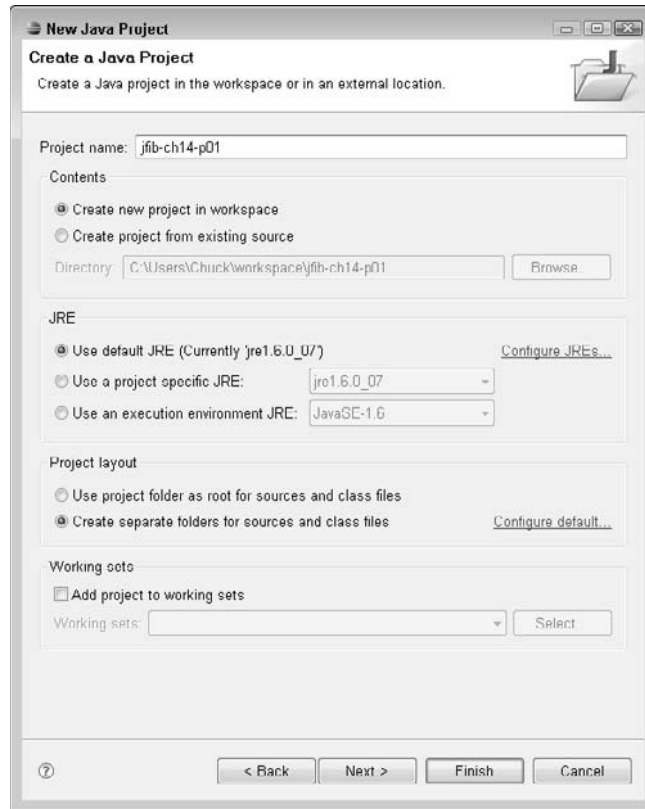 New Java Project
Create a Java Project
Create a Java project in the workspace or in an external location.
Project name: jfib-ch14-p01
Contents
Create new project in workspace
Create project from existing source
Directory: C:\Users\Chuck\workspace\jfib-ch14-p01 Browse...
JRE
Use default JRE (Currently 'jre1.6.0_07') Configure JREs...
Use a project specific JRE: jre1.6.0_07
Use an execution environment JRE: JavaSE-1.6
Project layout
Use project folder as root for sources and class files
Create separate folders for sources and class files Configure default...
Working sets
Add project to working sets
Working sets: Select...
? < Back Next > Finish Cancel